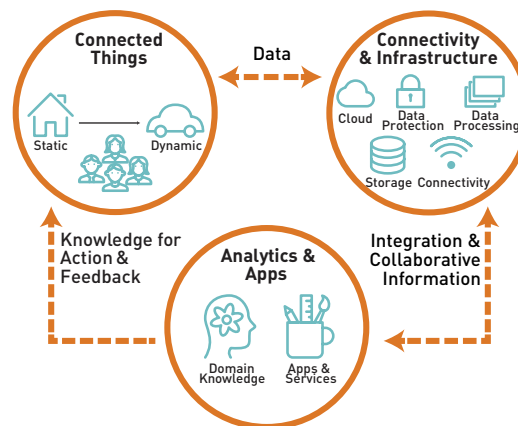 Connected
Things
Static
Dynamic
Data
Connectivity
& Infrastructure
Cloud
Data
Protection
Data
Processing
Storage
Connectivity
Knowledge for
Action &
Feedback
Analytics &
Apps
Domain
Knowledge
Apps &
Services
Integration &
Collaborative
Information